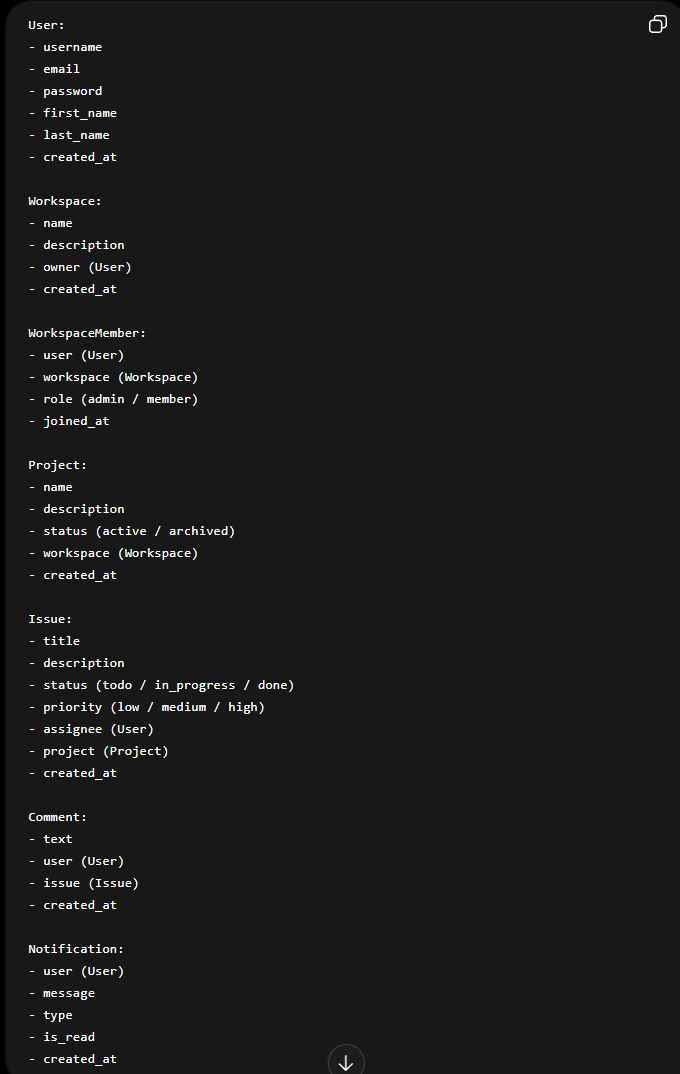 User:
- username
- email
- password
- first_name
- last_name
- created_at
Workspace:
- name
- description
- owner (User)
- created_at
WorkspaceMember:
- user (User)
- workspace (Workspace)
- role (admin / member)
- joined_at
Project:
- name
- description
- status (active / archived)
- workspace (Workspace)
- created_at
Issue:
- title
- description
- status (todo / in_progress / done)
- priority (low / medium / high)
- assignee (User)
- project (Project)
- created_at
Comment:
- text
- user (User)
- issue (Issue)
- created_at
Notification:
- user (User)
- message
- type
- is_read
- created_at